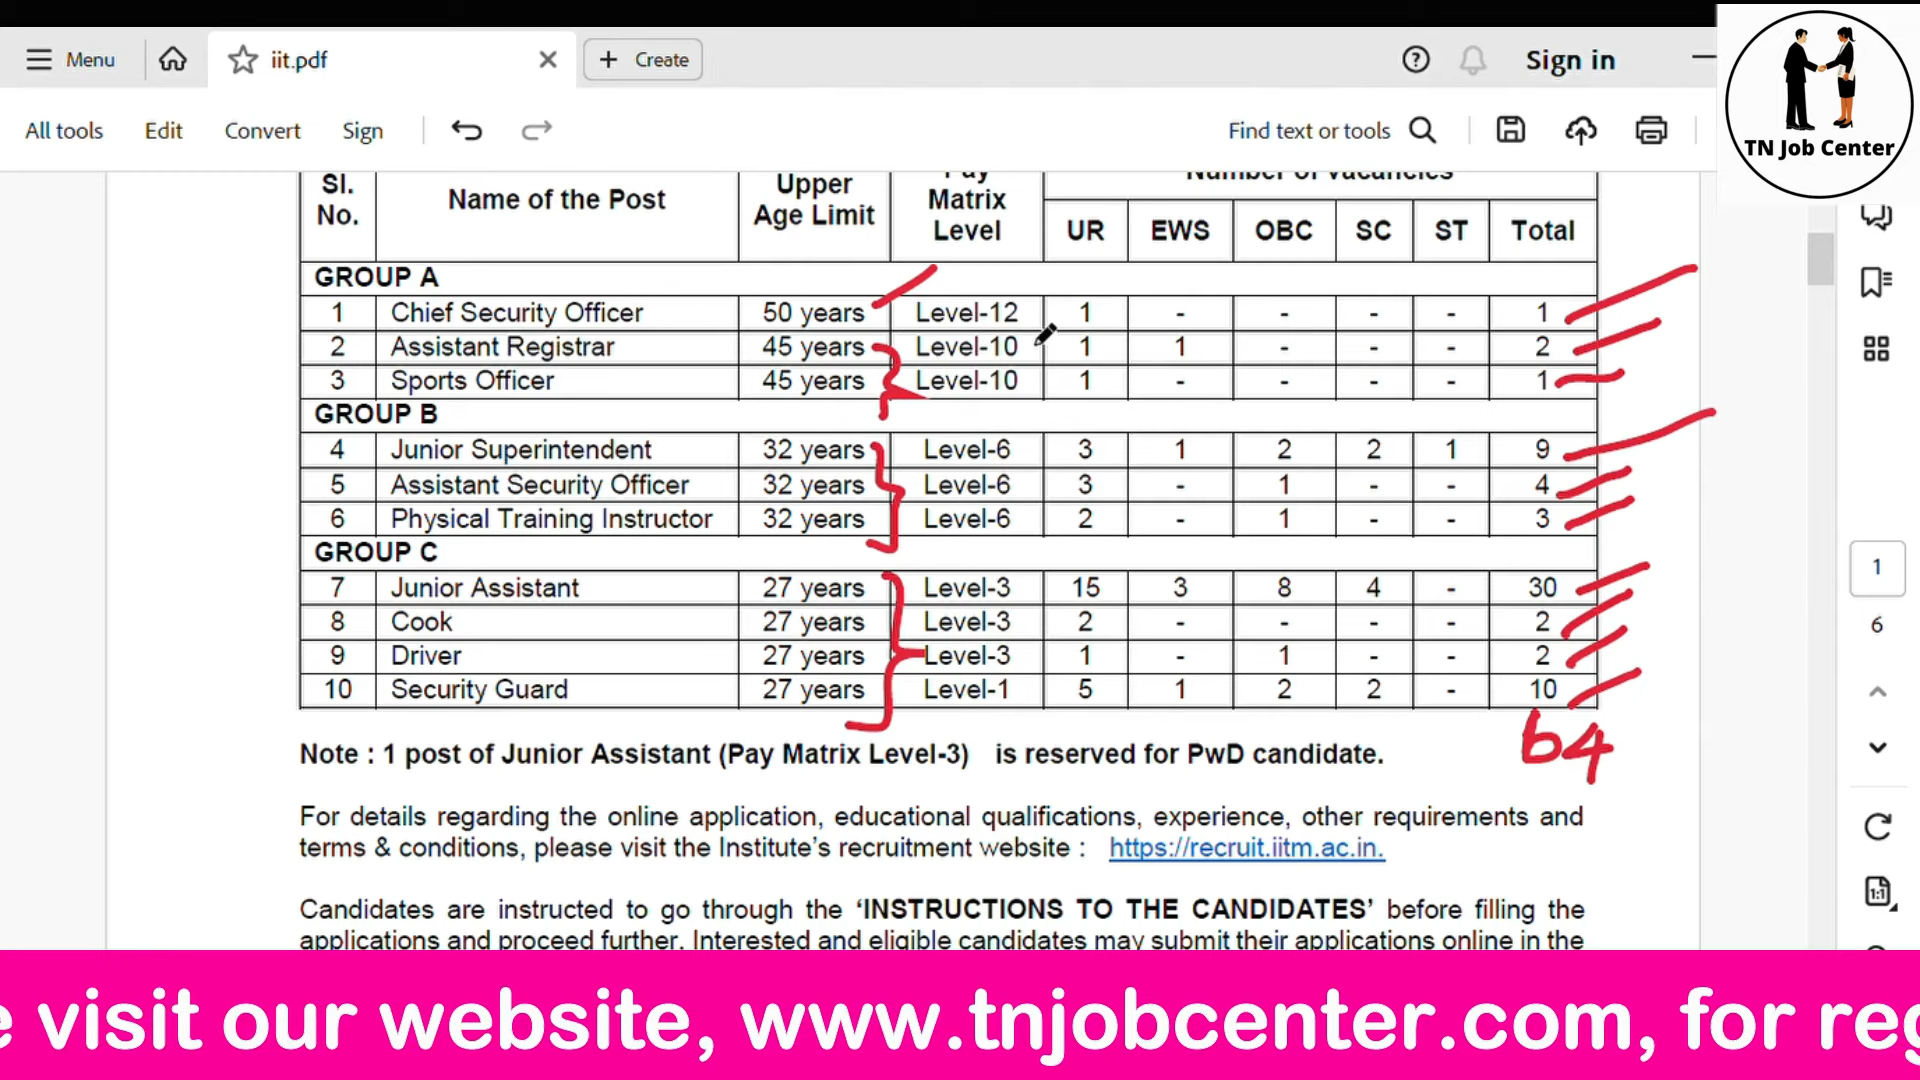 Menu iit.pdf Create Sign in
All tools Edit Convert Sign Find text or tools
TN Job Center
Sl. No. Name of the Post Upper Age Limit Pay Matrix Level Number of vacancies
UR EWS OBC SC ST Total
GROUP A
1 Chief Security Officer 50 years Level-12 1 - - - - 1
2 Assistant Registrar 45 years Level-10 1 1 - - - 2
3 Sports Officer 45 years Level-10 1 - - - - 1
GROUP B
4 Junior Superintendent 32 years Level-6 3 1 2 2 1 9
5 Assistant Security Officer 32 years Level-6 3 - 1 - - 4
6 Physical Training Instructor 32 years Level-6 2 - 1 - - 3
GROUP C
7 Junior Assistant 27 years Level-3 15 3 8 4 - 30
8 Cook 27 years Level-3 2 - - - - 2
9 Driver 27 years Level-3 1 - 1 - - 2
10 Security Guard 27 years Level-1 5 1 2 2 - 10
64
Note : 1 post of Junior Assistant (Pay Matrix Level-3) is reserved for PwD candidate.
For details regarding the online application, educational qualifications, experience, other requirements and
terms & conditions, please visit the Institute's recruitment website : https://recruit.iitm.ac.in.
Candidates are instructed to go through the ‘INSTRUCTIONS TO THE CANDIDATES’ before filling the
applications and proceed further. Interested and eligible candidates may submit their applications online in the
1
6
1:1
e visit our website, www.tnjobcenter.com, for reg